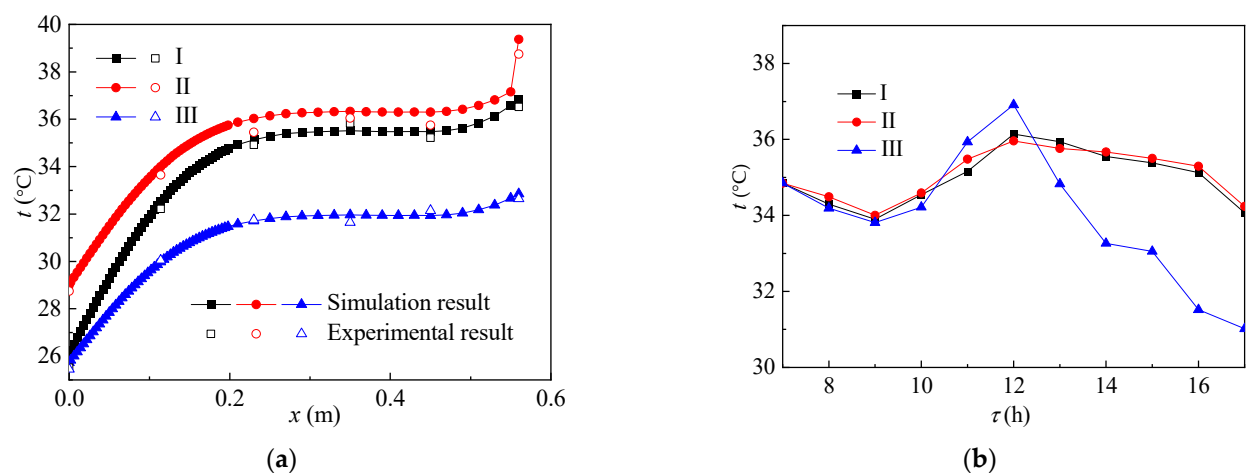 40
38
36
34
32
30
28
26
t (°C)
I
II
III
Simulation result
Experimental result
0.0
0.2
0.4
0.6
x (m)
(a)
38
36
34
32
30
t (°C)
I
II
III
8
10
12
14
16
τ (h)
(b)